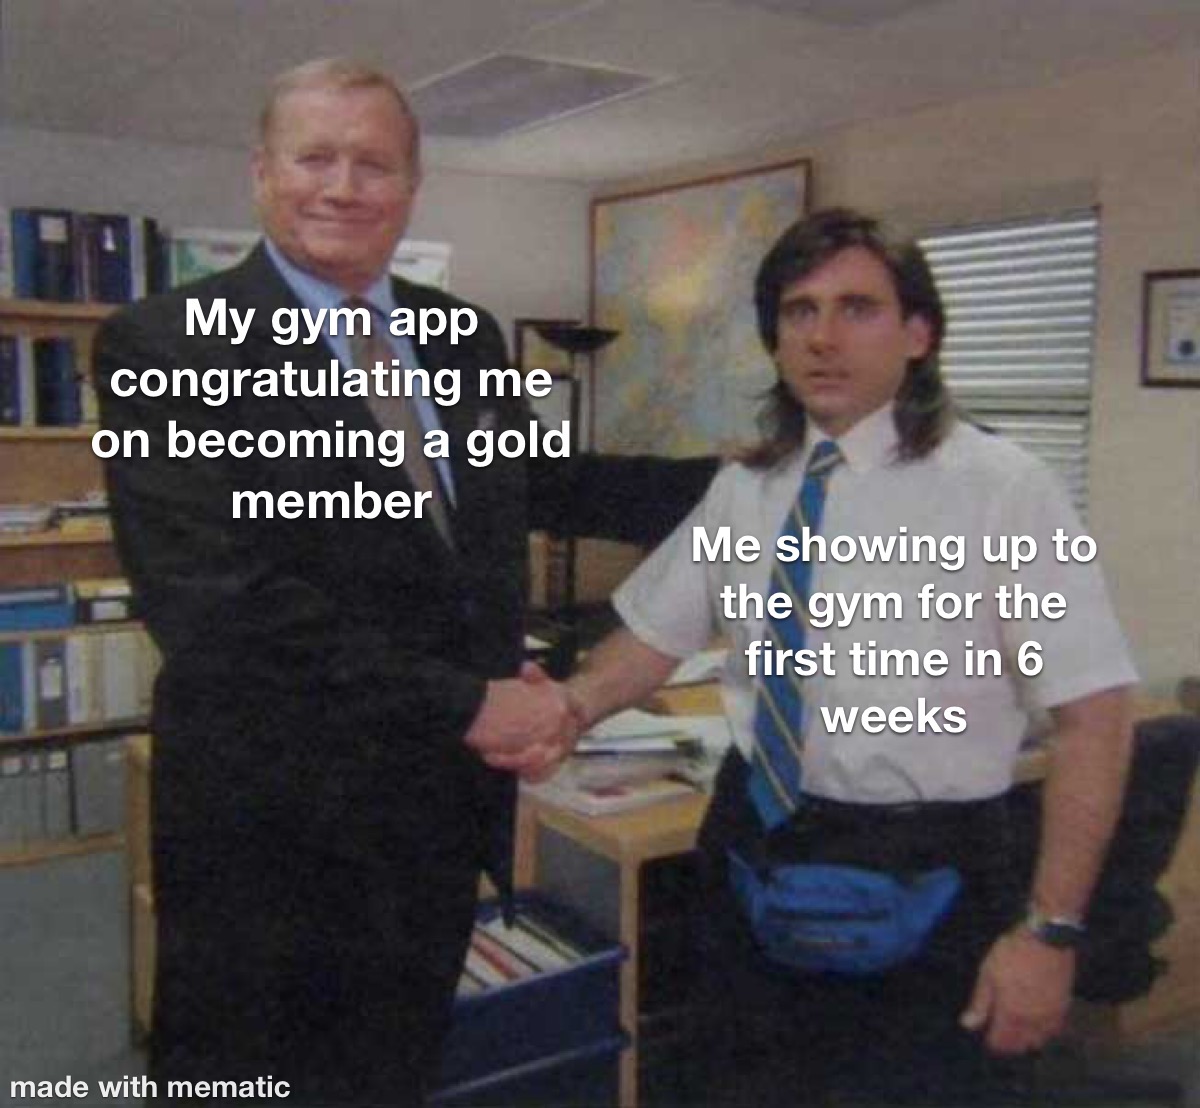 My gym app
congratulating me
on becoming a gold
member
Me showing up to
the gym for the
first time in 6
weeks
made with mematic